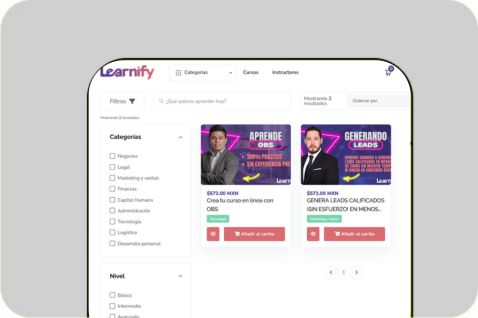 Learnify
Categorías
Cursos
Instructores
0
Filtros
¿Qué quieres aprender hoy?
Mostrando 2
resultados
Ordenar por
Mostrando 2 resultados
Categorías
Negocios
Legal
Marketing y ventas
Finanzas
Capital Humano
Administración
Tecnología
Logística
Desarrollo personal
Nivel
Básico
Intermedio
Avanzado
APRENDE
OBS
100% PRÁCTICO
SIN EXPERIENCIA PRE
Learn
$572.00 MXN
Crea tu curso en línea con
OBS
Tecnología
Añadir al carrito
GENERANDO
LEADS
Learn
$572.00 MXN
GENERA LEADS CALIFICADOS
¡SIN ESFUERZO! EN MENOS...
Marketing y ventas
Añadir al carrito
1